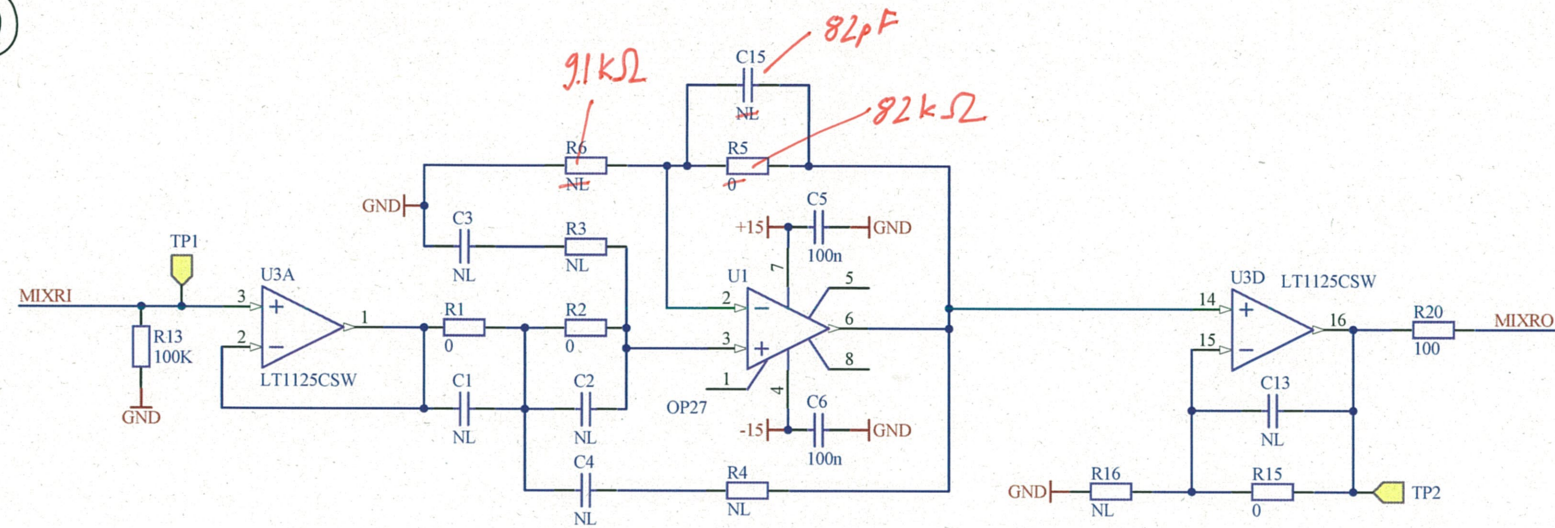 82pF
C15
NL
9.1kΩ
82kΩ
R6
NL
R5
0
GND
C3
NL
R3
NL
+15
C5
100n
GND
TP1
MIXRI
R13
100K
GND
U3A
3
2
1
LT1125CSW
R1
0
R2
0
C1
NL
C2
NL
C4
NL
R4
NL
U1
7
5
2
3
6
8
1
4
OP27
-15
C6
100n
GND
U3D
LT1125CSW
14
15
16
R20
100
MIXRO
C13
NL
GND
R16
NL
R15
0
TP2